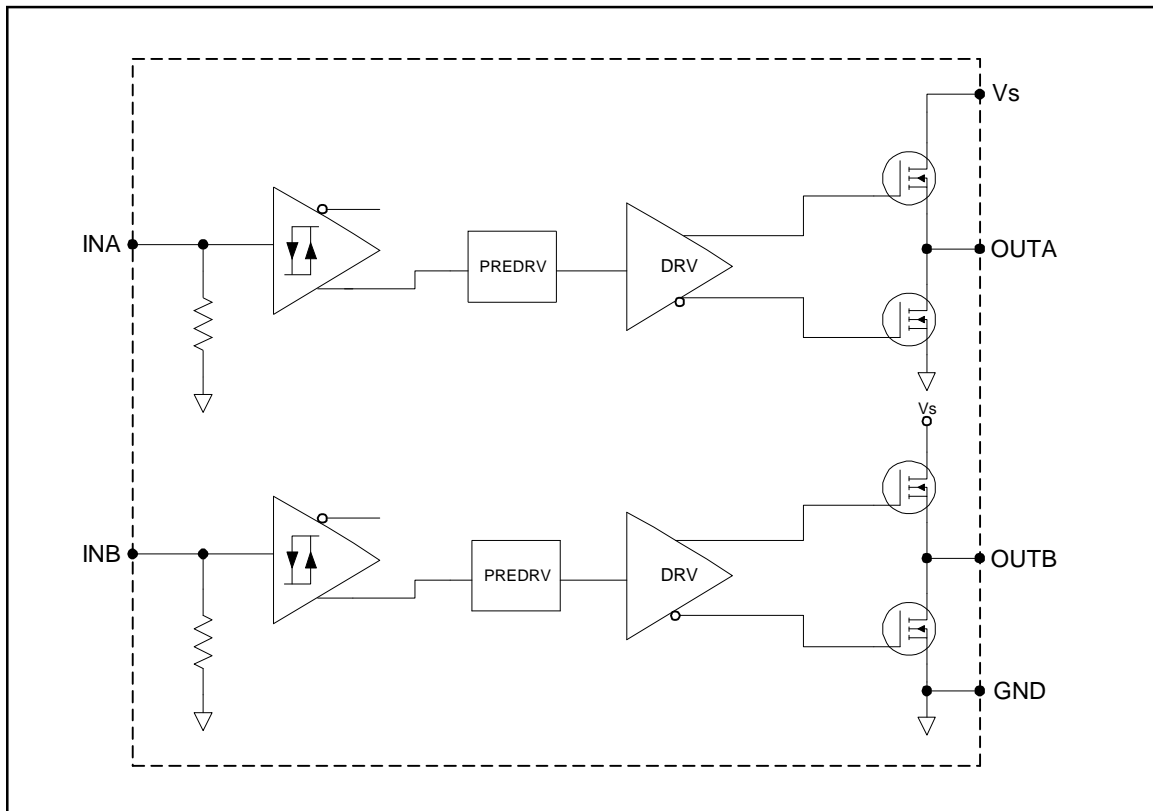 Vs
INA
PREDRV
DRV
OUTA
Vs
INB
PREDRV
DRV
OUTB
GND